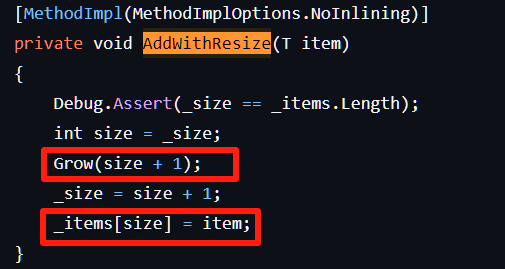 [MethodImpl(MethodImplOptions.NoInlining)]
private void AddWithResize(T item)
{
    Debug.Assert(_size == _items.Length);
    int size = _size;
    Grow(size + 1);
    _size = size + 1;
    _items[size] = item;
}